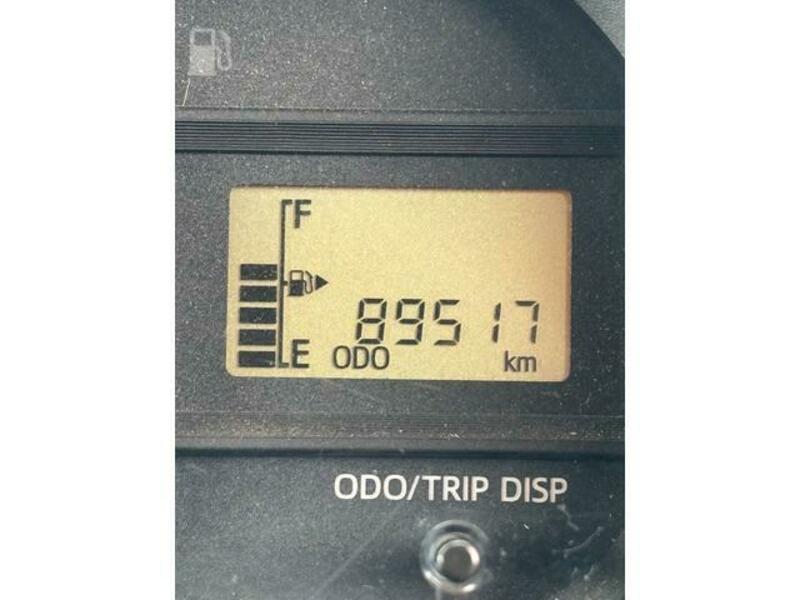 F
89517
E ODO km
ODO/TRIP DISP